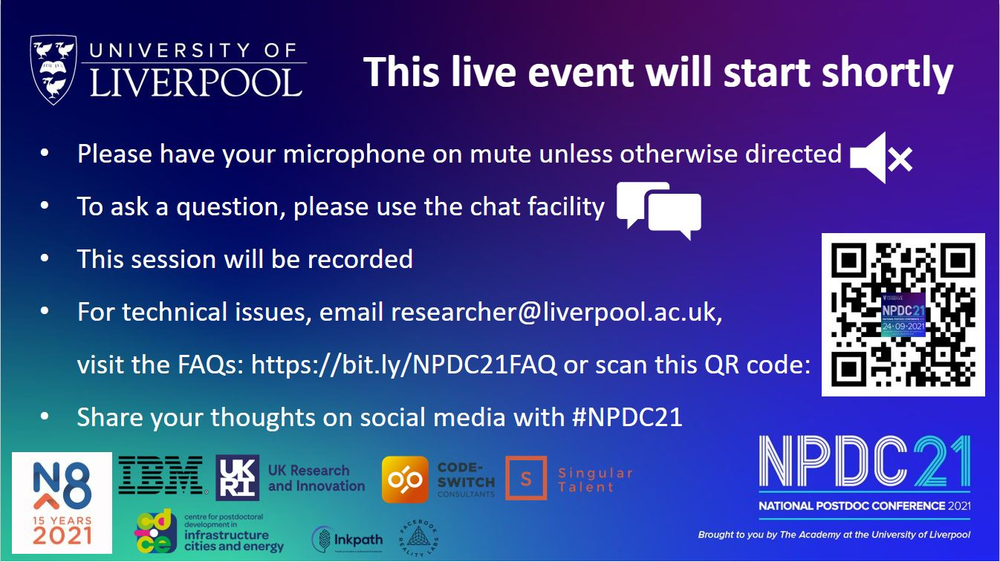 UNIVERSITY OF
LIVERPOOL
This live event will start shortly
• Please have your microphone on mute unless otherwise directed
• To ask a question, please use the chat facility
• This session will be recorded
• For technical issues, email researcher@liverpool.ac.uk,
visit the FAQs: https://bit.ly/NPDC21FAQ or scan this QR code:
• Share your thoughts on social media with #NPDC21
NPDC21
24•09•2021
N8
15 YEARS
2021
IBM
UK
RI
UK Research
and Innovation
CODE-
SWITCH
CONSULTANTS
S
Singular
Talent
cd
ce
centre for postdoctoral
development in
infrastructure
cities and energy
Inkpath
FACEBOOK
REALITY LABS
NPDC21
NATIONAL POSTDOC CONFERENCE 2021
Brought to you by The Academy at the University of Liverpool